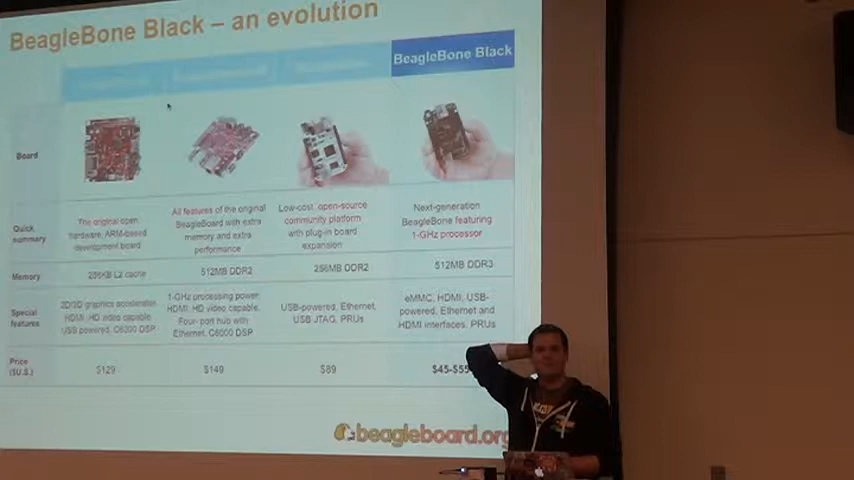 BeagleBone Black – an evolution
BeagleBone Black
Board
Quick
summary
The original open
hardware, ARM-based
development board
All features of the original
BeagleBoard with extra
memory and extra
performance
Low-cost, open-source
community platform
with plug-in board
expansion
Next-generation
BeagleBone featuring
1-GHz processor
Memory
256KB L2 cache
512MB DDR2
256MB DDR2
512MB DDR3
Special
features
2D/3D graphics accelerator
HDMI, HD video capable
USB powered, C6000 DSP
1-GHz processing power,
HDMI, HD video capable,
Four- port hub with
Ethernet, C6000 DSP
USB-powered, Ethernet,
USB JTAG, PRUs
eMMC, HDMI, USB-
powered, Ethernet and
HDMI interfaces, PRUs
Price
($U.S.)
$129
$149
$89
$45-$55
beagleboard.org